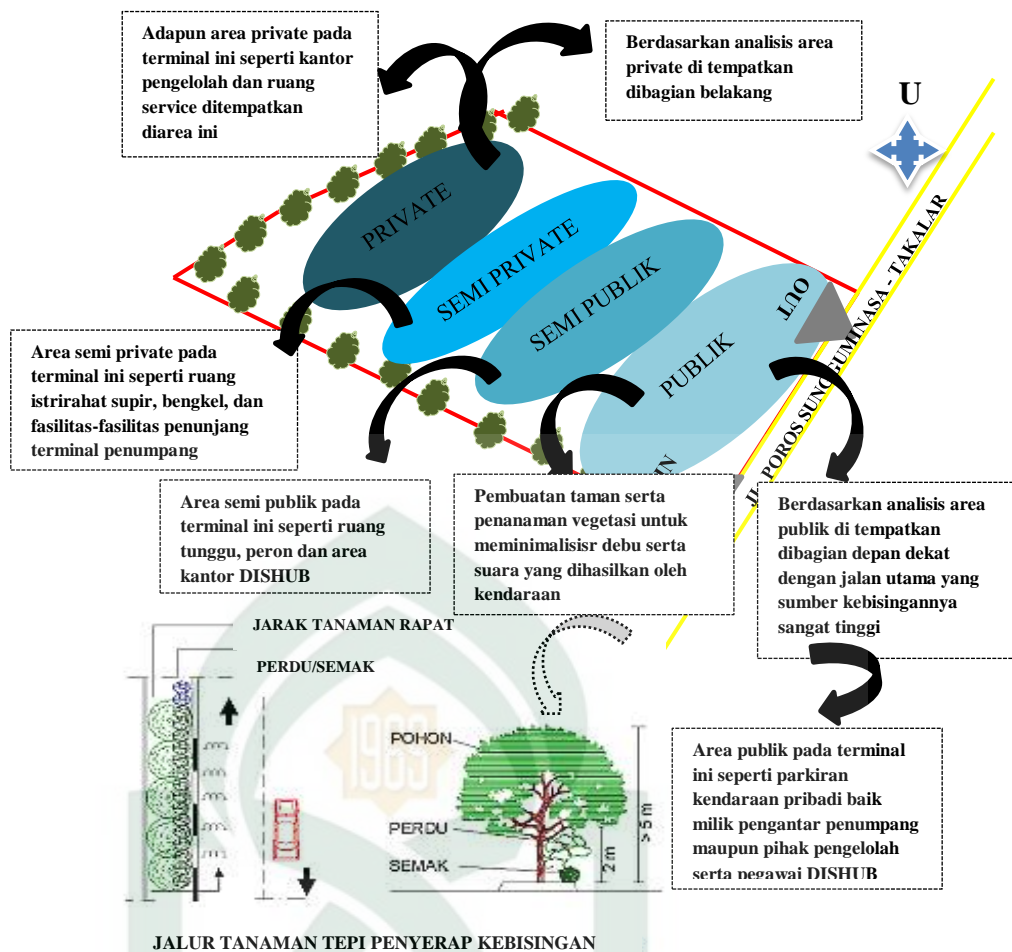 Adapun area private pada
terminal ini seperti kantor
pengelolah dan ruang
service ditempatkan
diarea ini
Berdasarkan analisis area
private di tempatkan
dibagian belakang
U
PRIVATE
SEMI PRIVATE
SEMI PUBLIK
PUBLIK
OUT
IN
JL. POROS SUNGGUMINASA - TAKALAR
Area semi private pada
terminal ini seperti ruang
istrirahat supir, bengkel, dan
fasilitas-fasilitas penunjang
terminal penumpang
Area semi publik pada
terminal ini seperti ruang
tunggu, peron dan area
kantor DISHUB
Pembuatan taman serta
penanaman vegetasi untuk
meminimalisisr debu serta
suara yang dihasilkan oleh
kendaraan
Berdasarkan analisis area
publik di tempatkan
dibagian depan dekat
dengan jalan utama yang
sumber kebisingannya
sangat tinggi
JARAK TANAMAN RAPAT
PERDU/SEMAK
1969
POHON
PERDU
SEMAK
2 m
> 5 m
Area publik pada terminal
ini seperti parkiran
kendaraan pribadi baik
milik pengantar penumpang
maupun pihak pengelolah
serta pegawai DISHUB
JALUR TANAMAN TEPI PENYERAP KEBISINGAN